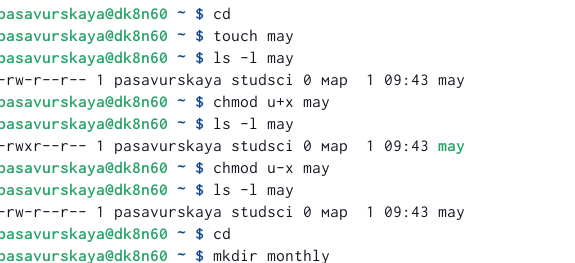 pasavurskaya@dk8n60 ~ $ cd
pasavurskaya@dk8n60 ~ $ touch may
pasavurskaya@dk8n60 ~ $ ls -l may
-rw-r--r-- 1 pasavurskaya studsci 0 мар  1 09:43 may
pasavurskaya@dk8n60 ~ $ chmod u+x may
pasavurskaya@dk8n60 ~ $ ls -l may
-rwxr--r-- 1 pasavurskaya studsci 0 мар  1 09:43 may
pasavurskaya@dk8n60 ~ $ chmod u-x may
pasavurskaya@dk8n60 ~ $ ls -l may
-rw-r--r-- 1 pasavurskaya studsci 0 мар  1 09:43 may
pasavurskaya@dk8n60 ~ $ cd
pasavurskaya@dk8n60 ~ $ mkdir monthly